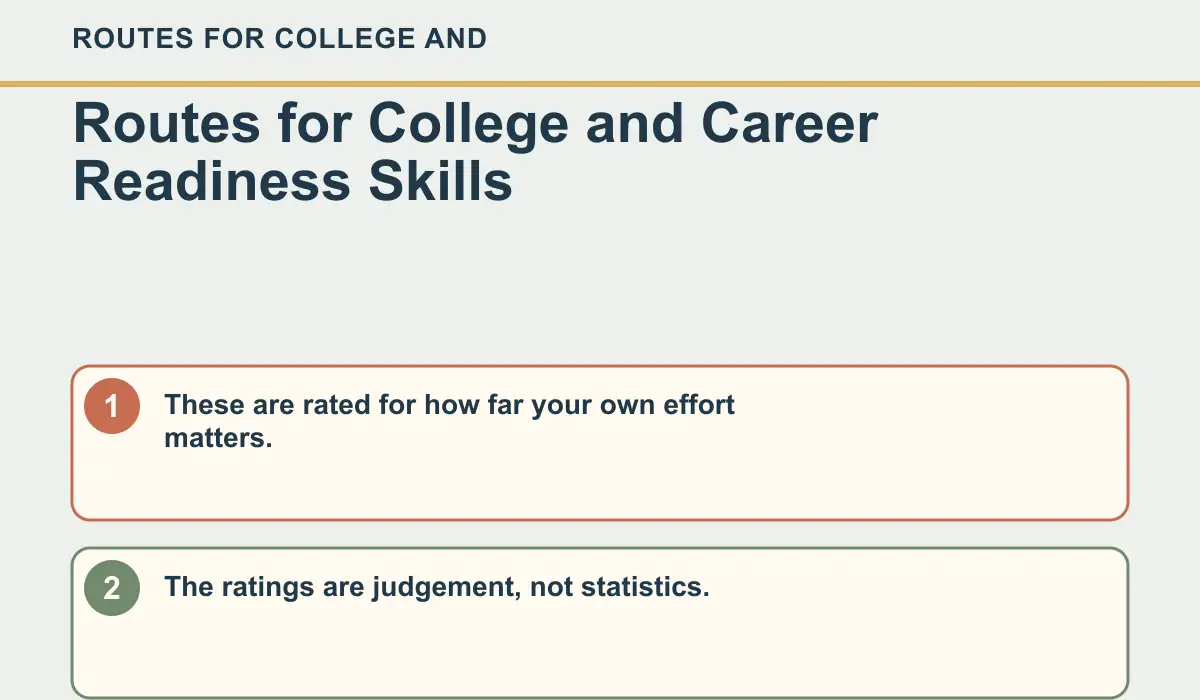 ROUTES FOR COLLEGE AND
Routes for College and Career
Readiness Skills
1
These are rated for how far your own effort
matters.
2
The ratings are judgement, not statistics.